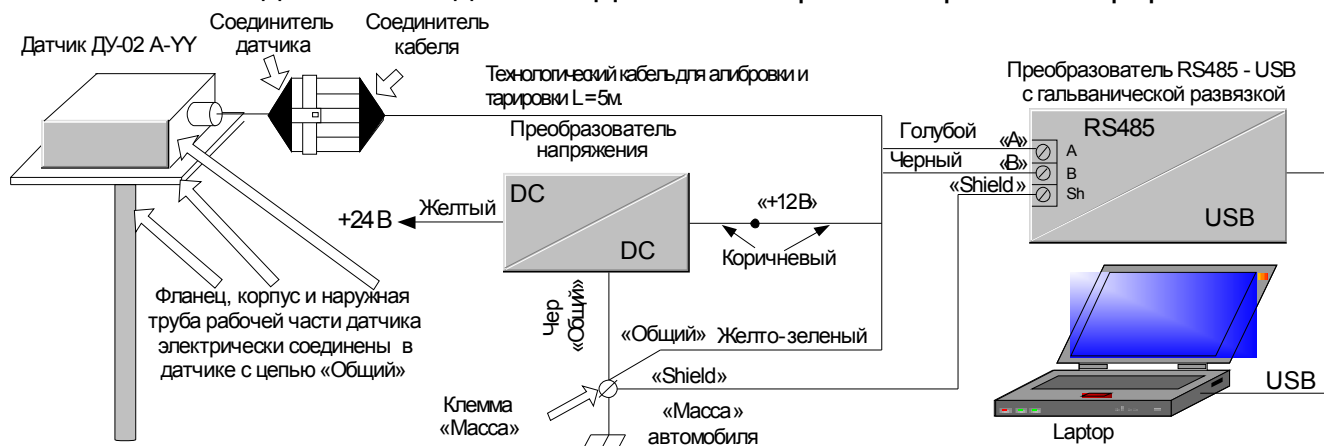 Датчик ДУ-02 A-YY
Соединитель
датчика
Соединитель
кабеля
Технологический кабель для алибровки и
тарировки L=5м.
Преобразователь RS485 - USB
с гальванической развязкой
Преобразователь
напряжения
Голубой
«A»
A
RS485
Черный
«B»
B
«Shield»
Sh
USB
+24 В
Желтый
DC
DC
«+12В»
Коричневый
Фланец, корпус и наружная
труба рабочей части датчика
электрически соединены в
датчике с цепью «Общий»
Чер
«Общий»
«Общий» Желто-зеленый
«Shield»
Клемма
«Масса»
«Масса»
автомобиля
USB
Laptop